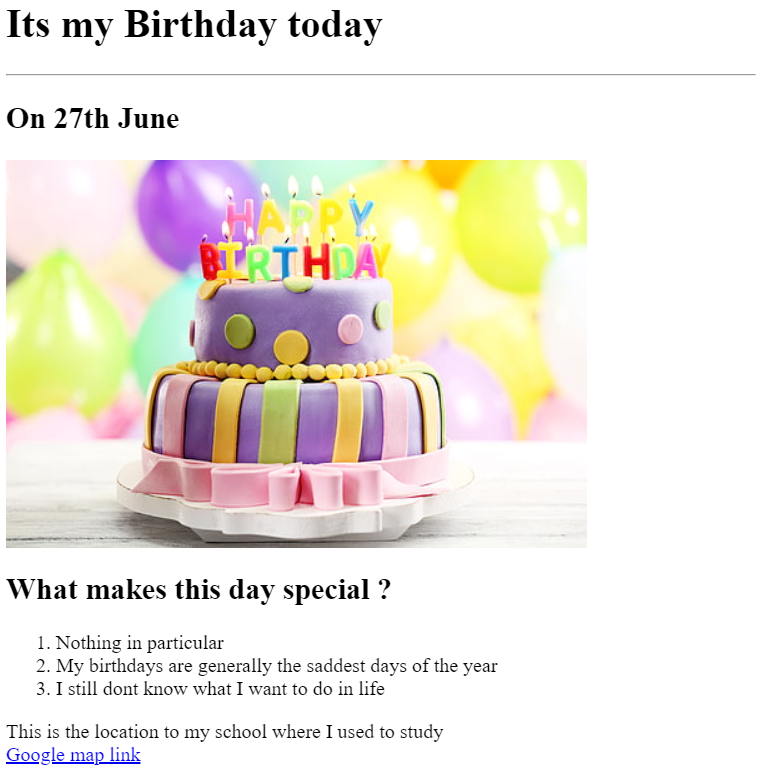 Its my Birthday today
On 27th June
HAPPY
BIRTHDAY
What makes this day special ?
1. Nothing in particular
2. My birthdays are generally the saddest days of the year
3. I still dont know what I want to do in life
This is the location to my school where I used to study
Google map link